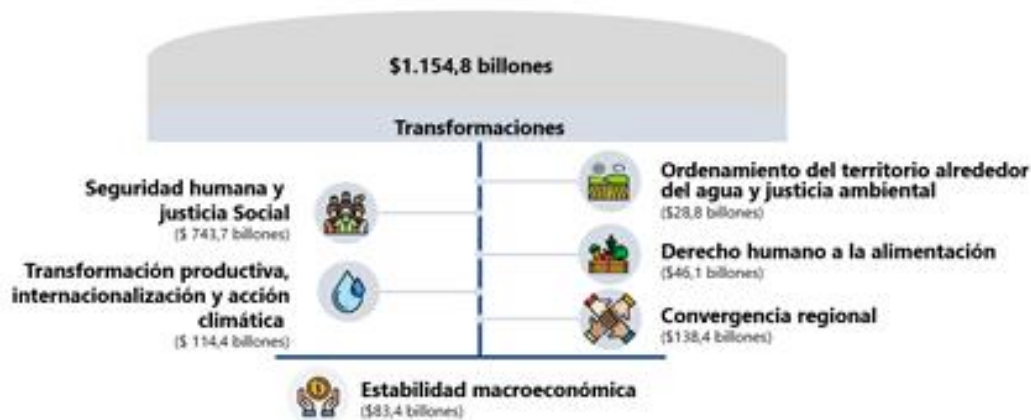 $1.154,8 billones
Transformaciones
Seguridad humana y
justicia Social
($ 743,7 billones)
Transformación productiva,
internacionalización y acción
climática
($ 114,4 billones)
Ordenamiento del territorio alrededor
del agua y justicia ambiental
($28,8 billones)
Derecho humano a la alimentación
($46,1 billones)
Convergencia regional
($138,4 billones)
Estabilidad macroeconómica
($83,4 billones)